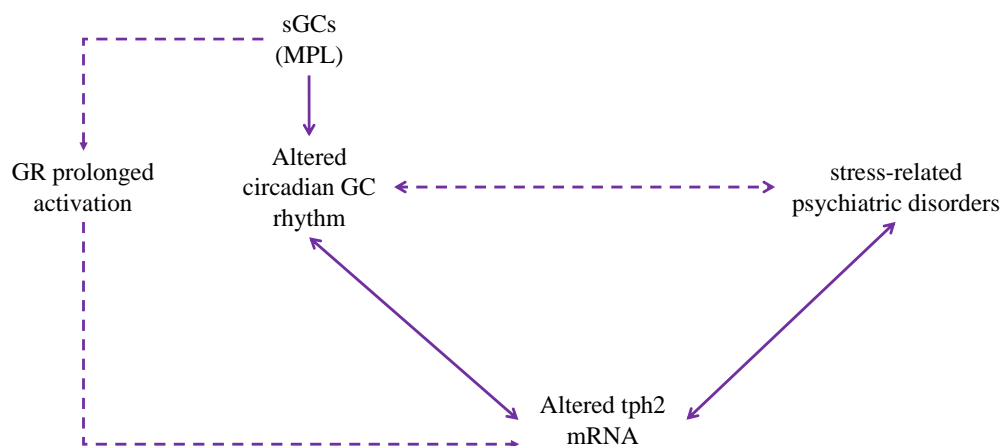 sGCs
(MPL)
GR prolonged
activation
Altered
circadian GC
rhythm
stress-related
psychiatric disorders
Altered tph2
mRNA